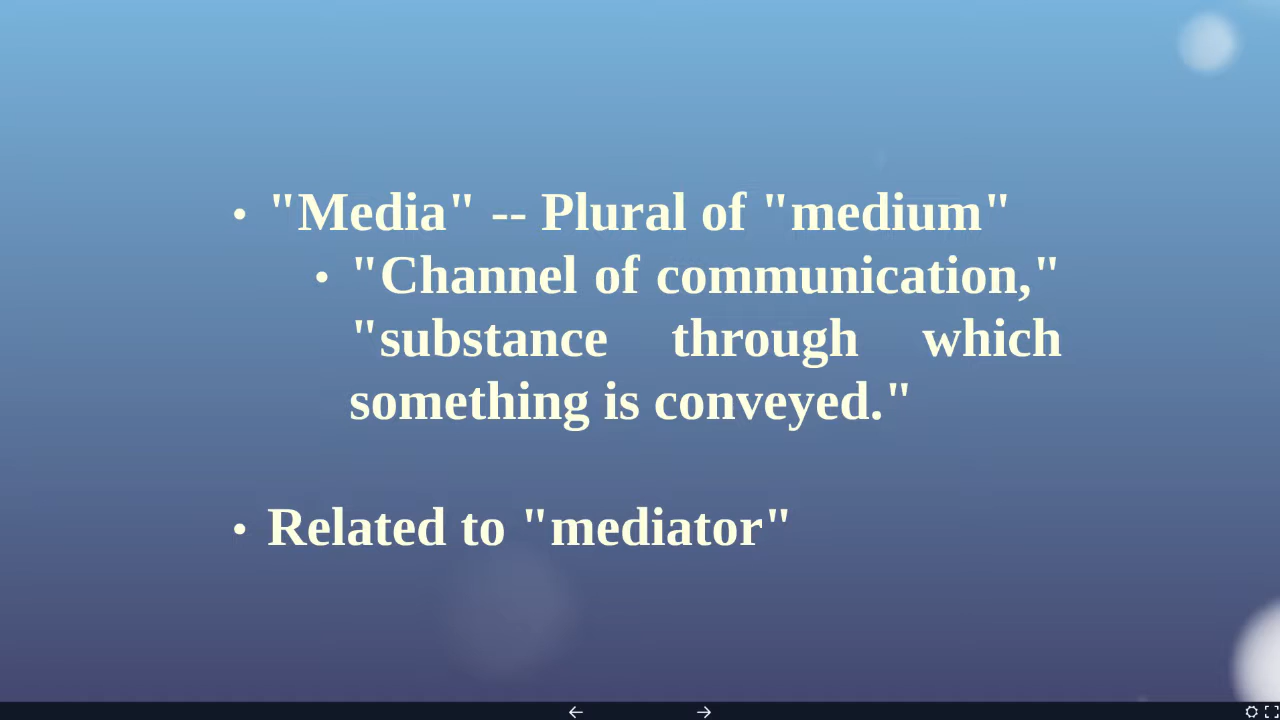 • "Media" -- Plural of "medium"
• "Channel of communication,"
"substance through which
something is conveyed."
• Related to "mediator"